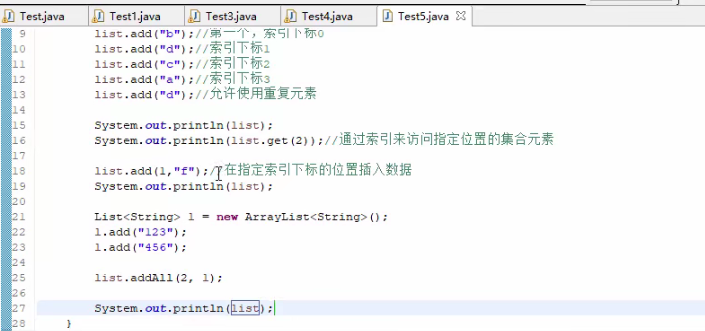 Test.java Test1.java Test3.java Test4.java Test5.java
9 list.add("b");//第一个，索引下标0
10 list.add("d");//索引下标1
11 list.add("c");//索引下标2
12 list.add("a");//索引下标3
13 list.add("d");//允许使用重复元素
14
15 System.out.println(list);
16 System.out.println(list.get(2));//通过索引来访问指定位置的集合元素
17
18 list.add(1,"f");//在指定索引下标的位置插入数据
19 System.out.println(list);
20
21 List<String> l = new ArrayList<String>();
22 l.add("123");
23 l.add("456");
24
25 list.addAll(2, l);
26
27 System.out.println(list);
28 }